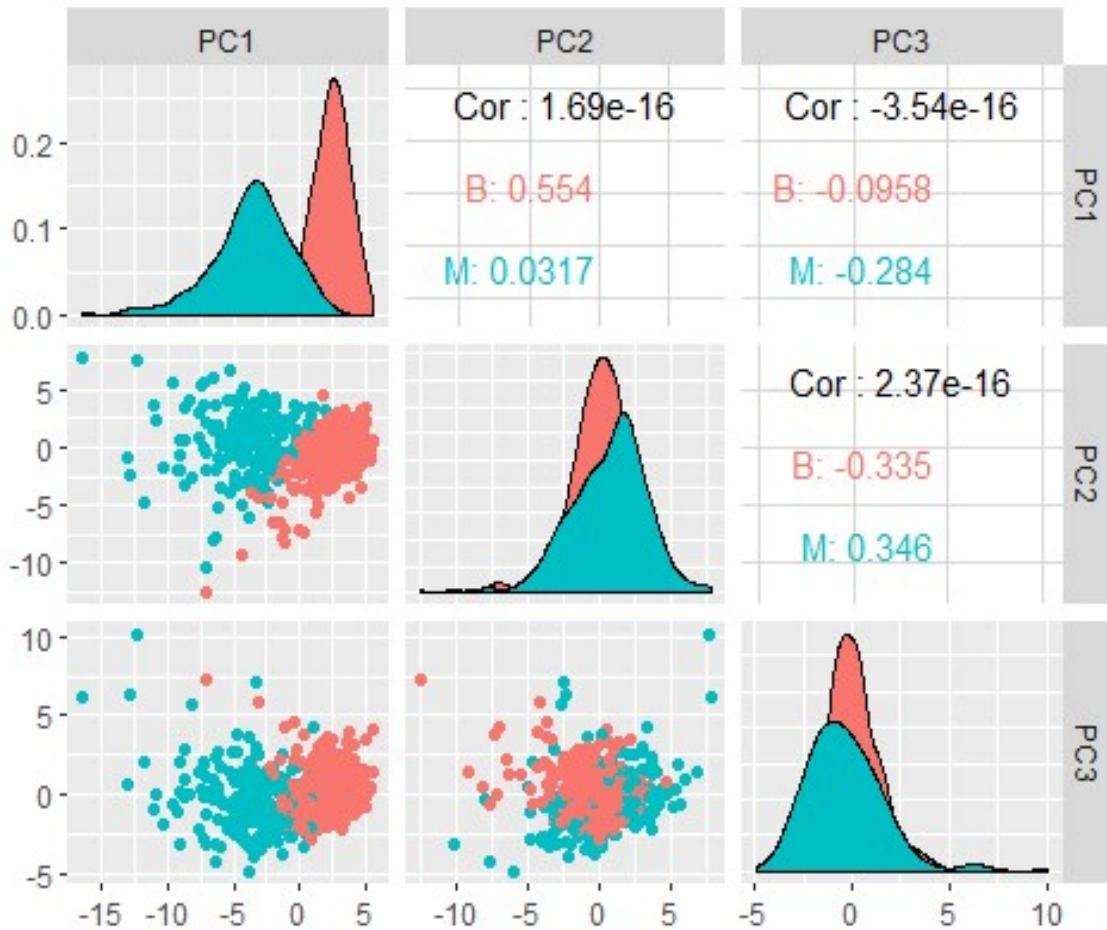 PC1 PC2 PC3
0.2
0.1
0.0
Cor : 1.69e-16
B: 0.554
M: 0.0317
Cor : -3.54e-16
B: -0.0958
M: -0.284
PC1
5
0
-5
-10
Cor : 2.37e-16
B: -0.335
M: 0.346
PC2
10
5
0
-5
PC3
-15 -10 -5 0 5 -10 -5 0 5 -5 0 5 10